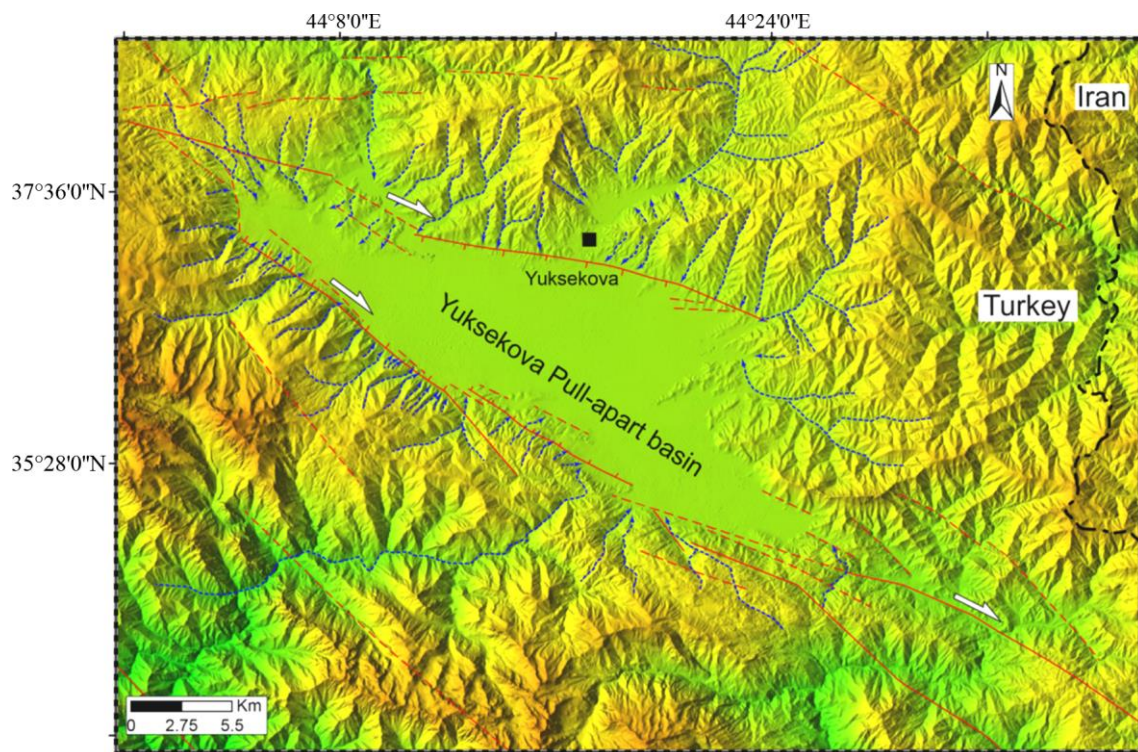 44°8'0"E
44°24'0"E
N
Iran
37°36'0"N
Yuksekova
Turkey
Yuksekova Pull-apart basin
35°28'0"N
Km
0 2.75 5.5